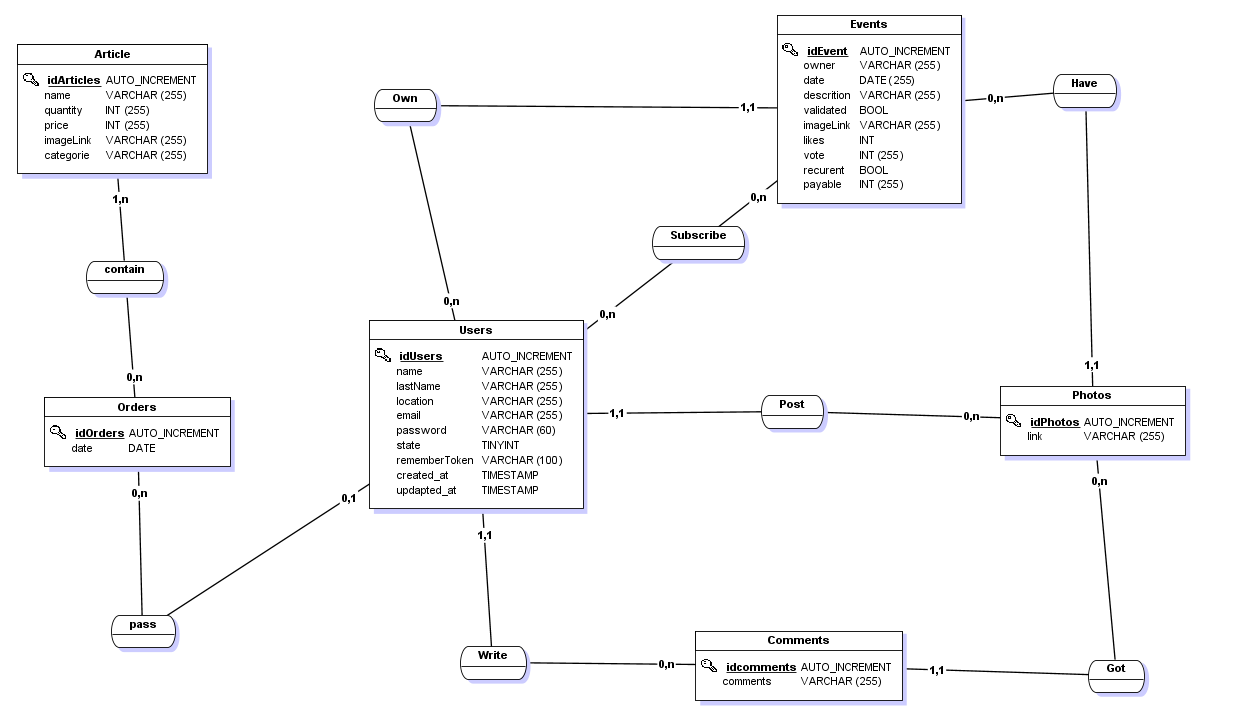 Article
idArticles AUTO_INCREMENT
name VARCHAR (255)
quantity INT (255)
price INT (255)
imageLink VARCHAR (255)
categorie VARCHAR (255)
1,n
contain
0,n
Orders
idOrders AUTO_INCREMENT
date DATE
0,n
pass
0,1
Own
1,1
0,n
Events
idEvent AUTO_INCREMENT
owner VARCHAR (255)
date DATE (255)
descrition VARCHAR (255)
validated BOOL
imageLink VARCHAR (255)
likes INT
vote INT (255)
recurent BOOL
payable INT (255)
0,n
Have
1,1
0,n
Subscribe
0,n
Users
idUsers AUTO_INCREMENT
name VARCHAR (255)
lastName VARCHAR (255)
location VARCHAR (255)
email VARCHAR (255)
password VARCHAR (60)
state TINYINT
rememberToken VARCHAR (100)
created_at TIMESTAMP
updapted_at TIMESTAMP
1,1
Post
0,n
Photos
idPhotos AUTO_INCREMENT
link VARCHAR (255)
0,n
1,1
Write
0,n
Comments
idcomments AUTO_INCREMENT
comments VARCHAR (255)
1,1
Got